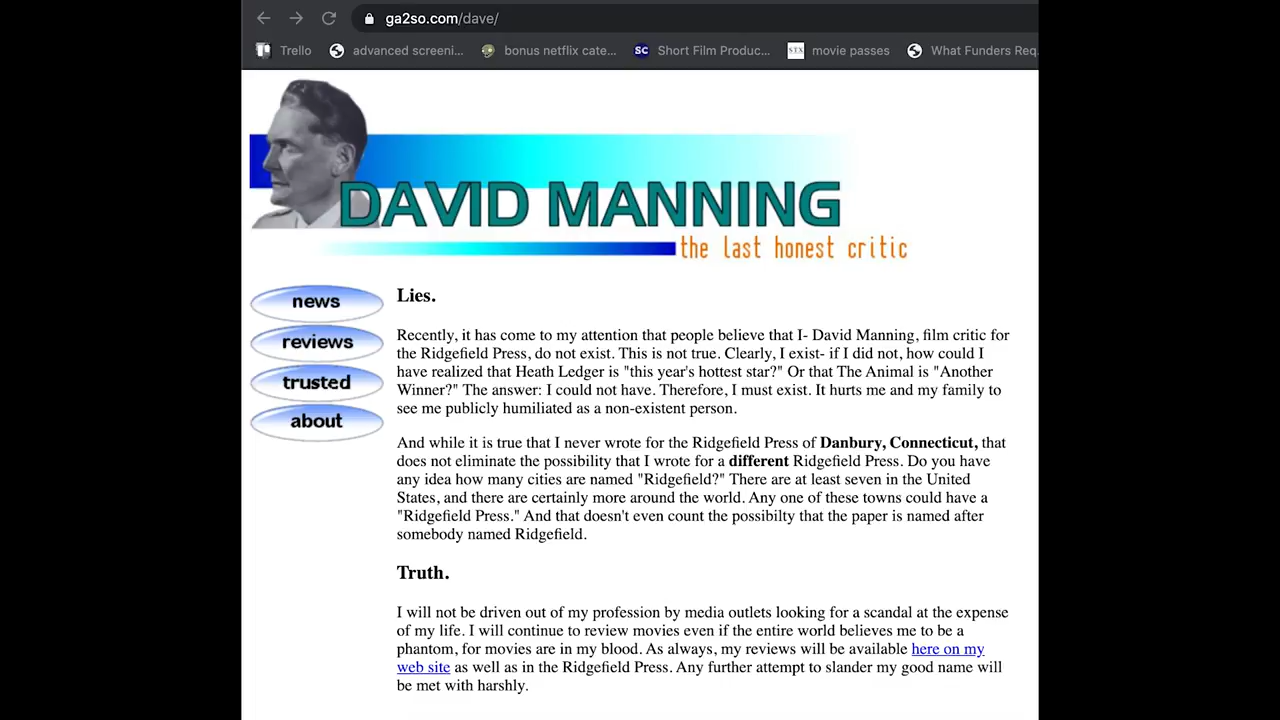 ga2so.com/dave/
Trello advanced screeni... bonus netflix cate... SC Short Film Produc... STX movie passes What Funders Req
DAVID MANNING
the last honest critic
news
reviews
trusted
about
Lies.
Recently, it has come to my attention that people believe that I- David Manning, film critic for
the Ridgefield Press, do not exist. This is not true. Clearly, I exist- if I did not, how could I
have realized that Heath Ledger is "this year's hottest star?" Or that The Animal is "Another
Winner?" The answer: I could not have. Therefore, I must exist. It hurts me and my family to
see me publicly humiliated as a non-existent person.
And while it is true that I never wrote for the Ridgefield Press of Danbury, Connecticut, that
does not eliminate the possibility that I wrote for a different Ridgefield Press. Do you have
any idea how many cities are named "Ridgefield?" There are at least seven in the United
States, and there are certainly more around the world. Any one of these towns could have a
"Ridgefield Press." And that doesn't even count the possibilty that the paper is named after
somebody named Ridgefield.
Truth.
I will not be driven out of my profession by media outlets looking for a scandal at the expense
of my life. I will continue to review movies even if the entire world believes me to be a
phantom, for movies are in my blood. As always, my reviews will be available here on my
web site as well as in the Ridgefield Press. Any further attempt to slander my good name will
be met with harshly.